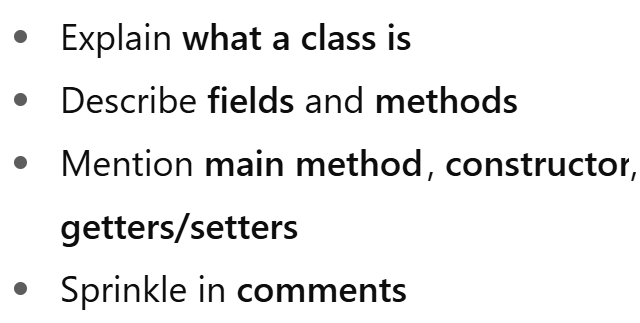 • Explain what a class is
• Describe fields and methods
• Mention main method, constructor,
getters/setters
• Sprinkle in comments